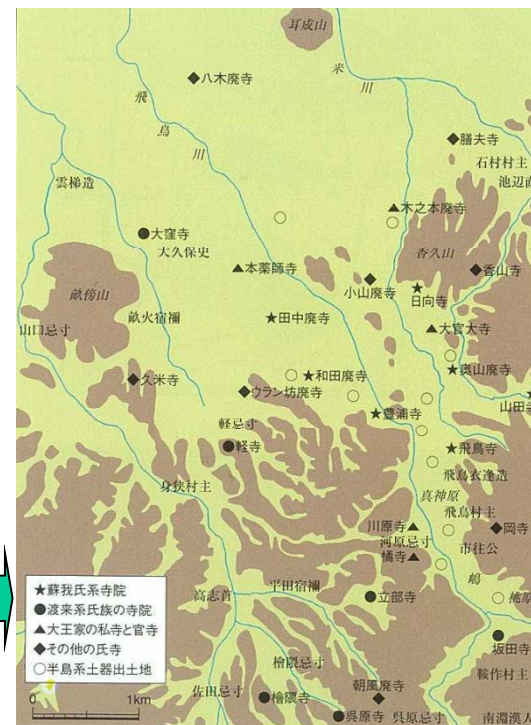 耳成山
米川
八木廃寺
飛鳥川
膳夫寺
石村村主
池辺直
雲梯造
木之本廃寺
大窪寺
大久保史
香久山
本薬師寺
香山寺
小山廃寺
日向寺
畝傍山
畝火宿禰
田中廃寺
大官大寺
山口忌寸
奥山廃寺
久米寺
和田廃寺
ウラン坊廃寺
山田寺
豊浦寺
軽忌寸
軽寺
飛鳥寺
飛鳥衣逢造
身狭村主
真神原
飛鳥村主
川原寺
河原忌寸
岡寺
市往公
橘寺
嶋
★蘇我氏系寺院
●渡来系氏族の寺院
▲大王家の私寺と官寺
◆その他の氏寺
○半島系土器出土地
0 1km
高志首
平田宿禰
立部寺
桃原
坂田寺
鞍作村主
檜隈忌寸
佐田忌寸
檜隈寺
朝風廃寺
呉原寺
呉原忌寸
南淵漢人